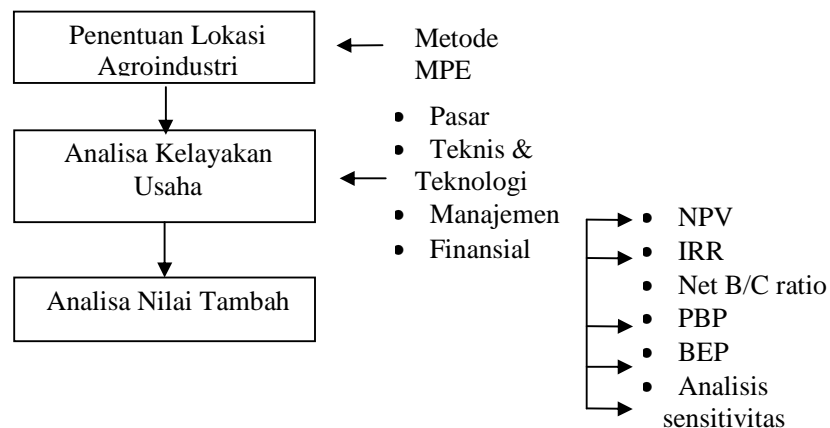 Penentuan Lokasi
Agroindustri
Metode
MPE
Analisa Kelayakan
Usaha
• Pasar
• Teknis &
Teknologi
• Manajemen
• Finansial
• NPV
• IRR
• Net B/C ratio
• PBP
• BEP
• Analisis
sensitivitas
Analisa Nilai Tambah